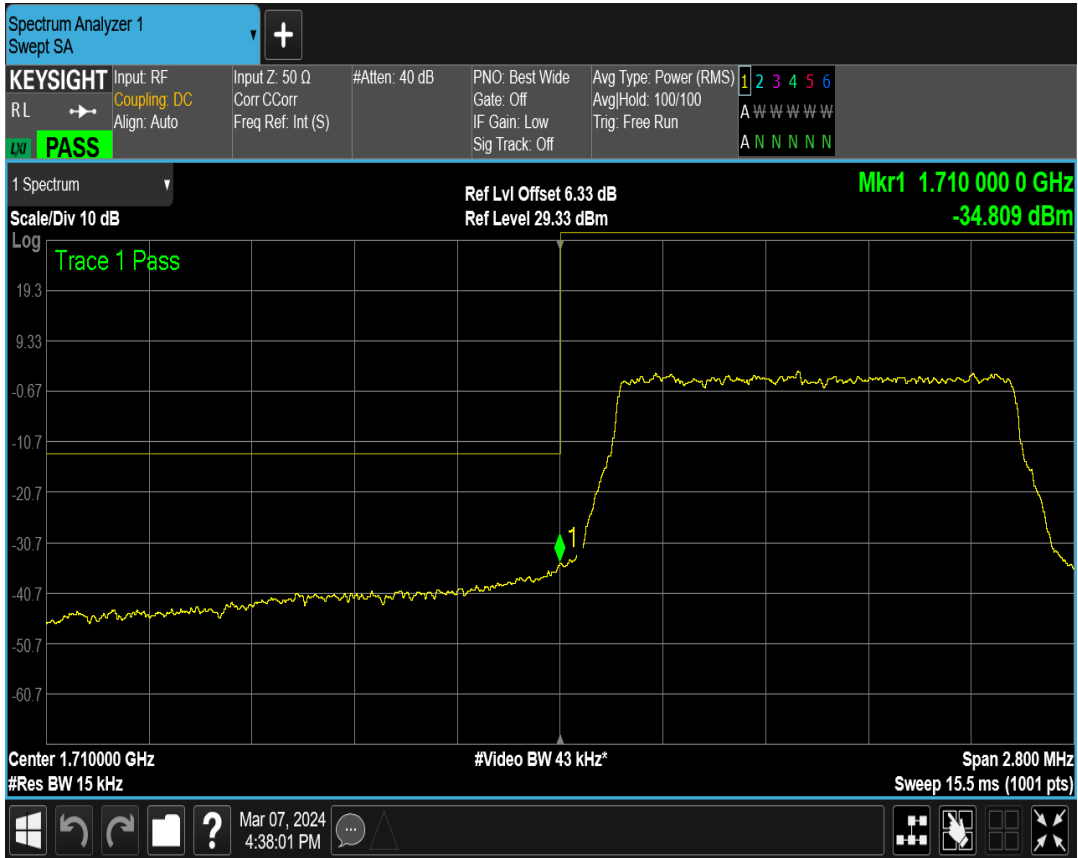 Spectrum Analyzer 1
Swept SA
+
KEYSIGHT
R L
LXI PASS
Input: RF
Coupling: DC
Align: Auto
Input Z: 50 Ω
Corr CCorr
Freq Ref: Int (S)
#Atten: 40 dB
PNO: Best Wide
Gate: Off
IF Gain: Low
Sig Track: Off
Avg Type: Power (RMS)
Avg|Hold: 100/100
Trig: Free Run
1 2 3 4 5 6
A W W W W W
A N N N N N
1 Spectrum
Scale/Div 10 dB
Log
Ref Lvl Offset 6.33 dB
Ref Level 29.33 dBm
Mkr1 1.710 000 0 GHz
-34.809 dBm
Trace 1 Pass
19.3
9.33
-0.67
-10.7
-20.7
-30.7
-40.7
-50.7
-60.7
1
Center 1.710000 GHz
#Res BW 15 kHz
#Video BW 43 kHz*
Span 2.800 MHz
Sweep 15.5 ms (1001 pts)
?
Mar 07, 2024
4:38:01 PM